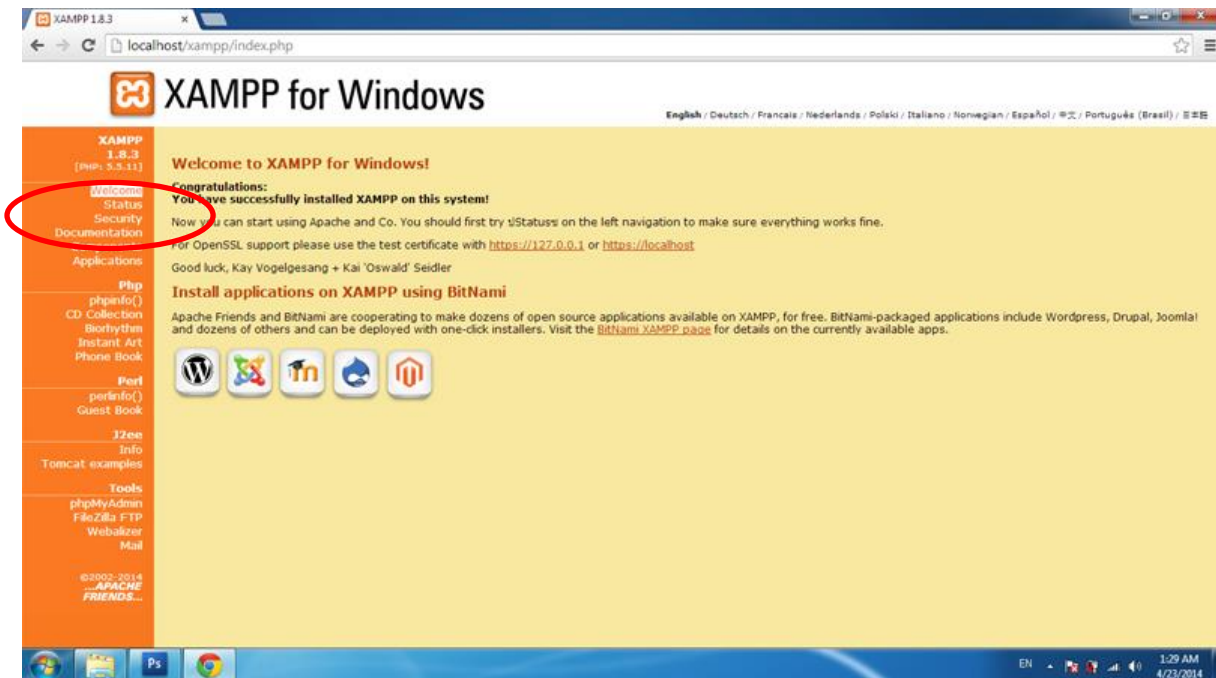 XAMPP 1.8.3
localhost/xampp/index.php
XAMPP for Windows
English / Deutsch / Francais / Nederlands / Polski / Italiano / Norwegian / Español / 中文 / Português (Brasil) / 日本語
XAMPP
1.8.3
[PHP: 5.5.11]
Welcome
Status
Security
Documentation
Components
Applications
Php
phpinfo()
CD Collection
Biorhythm
Instant Art
Phone Book
Perl
perlinfo()
Guest Book
J2ee
Info
Tomcat examples
Tools
phpMyAdmin
FileZilla FTP
Webalizer
Mail
©2002-2014
...APACHE
FRIENDS...
Welcome to XAMPP for Windows!
Congratulations:
You have successfully installed XAMPP on this system!
Now you can start using Apache and Co. You should first try »Status« on the left navigation to make sure everything works fine.
For OpenSSL support please use the test certificate with https://127.0.0.1 or https://localhost
Good luck, Kay Vogelgesang + Kai 'Oswald' Seidler
Install applications on XAMPP using BitNami
Apache Friends and BitNami are cooperating to make dozens of open source applications available on XAMPP, for free. BitNami-packaged applications include Wordpress, Drupal, Joomla!
and dozens of others and can be deployed with one-click installers. Visit the BitNami XAMPP page for details on the currently available apps.
Ps
EN
1:29 AM
4/23/2014